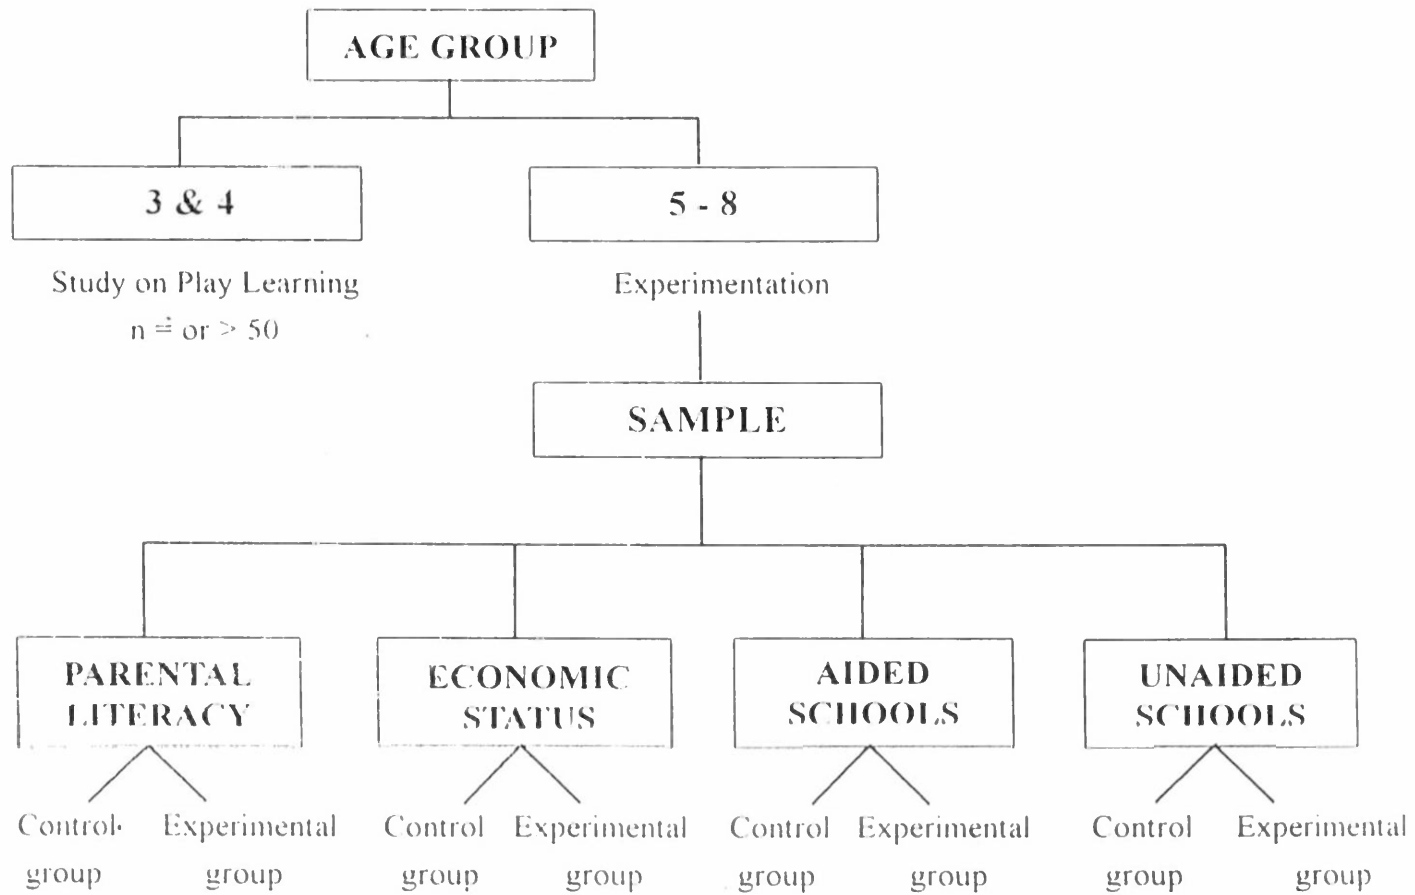 AGE GROUP
3 & 4
5 - 8
Study on Play Learning
n = or > 50
Experimentation
SAMPLE
PARENTAL
LITERACY
ECONOMIC
STATUS
AIDED
SCHOOLS
UNAIDED
SCHOOLS
Control
group
Experimental
group
Control
group
Experimental
group
Control
group
Experimental
group
Control
group
Experimental
group